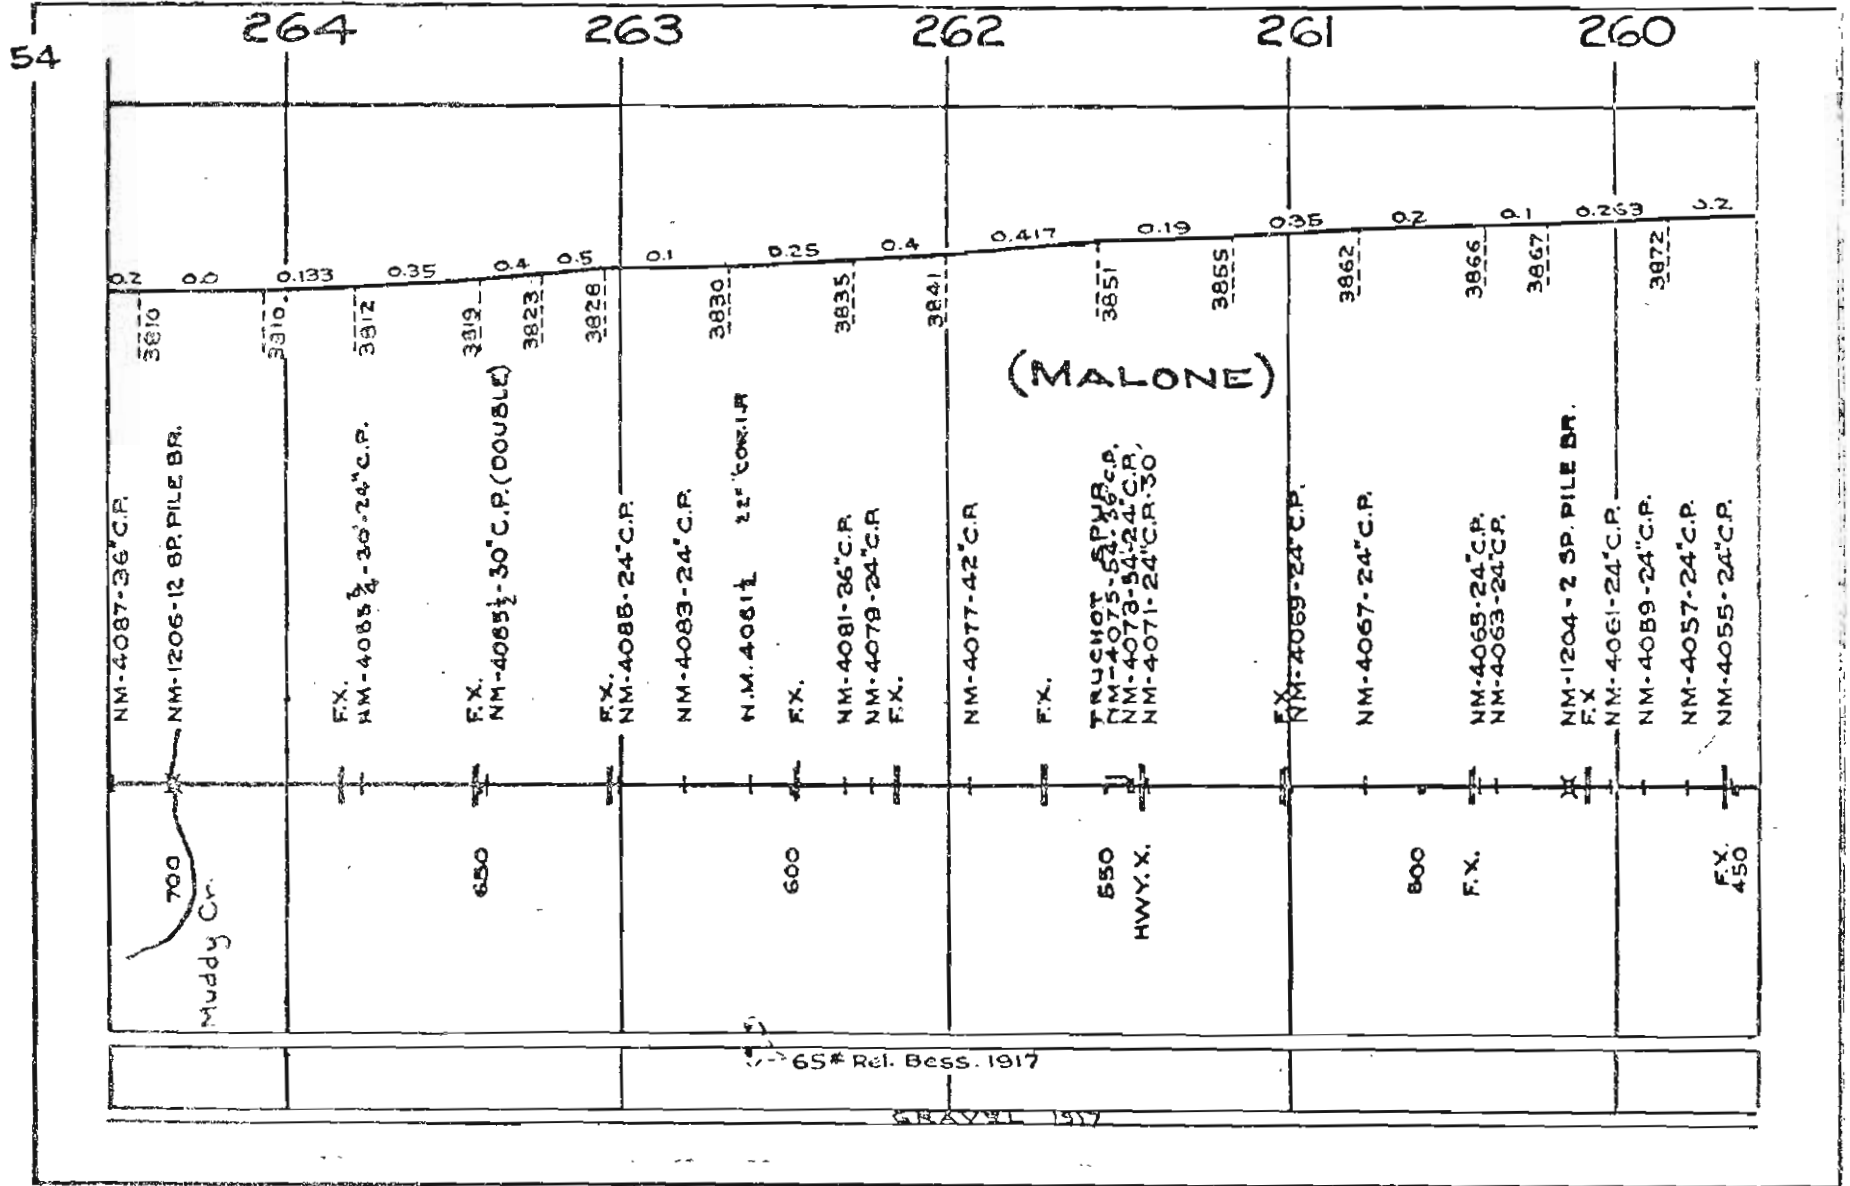 54
264 263 262 261 260
0.2 0.0 0.133 0.35 0.4 0.5 0.1 0.25 0.4 0.417 0.19 0.35 0.2 0.1 0.263 0.2
3810
3810
3812
3819
3823
3828
3830
3835
3841
3851
3855
3862
3866
3867
3872
(MALONE)
NM-4087-36"C.P.
NM-1206-12 SP. PILE BR.
F.X.
NM-4085¾-20'-24"C.P.
F.X.
NM-4085½-30"C.P.(DOUBLE)
F.X.
NM-4085-24"C.P.
NM-4083-24"C.P.
N.M. 4081½ 22" COR.I.P.
F.X.
NM-4081-36"C.P.
NM-4079-24"C.P.
F.X.
NM-4077-42"C.P.
F.X.
TRUCHOT SPUR
NM-4075-54-36"C.P.
NM-4073-54-24"C.P.
NM-4071-24"C.P.-30'
F.X.
NM-4069-24"C.P.
NM-4067-24"C.P.
NM-4065-24"C.P.
NM-4063-24"C.P.
NM-1204-2 SP. PILE BR.
F.X
NM-4061-24"C.P.
NM-4059-24"C.P.
NM-4057-24"C.P.
NM-4055-24"C.P.
700
Muddy Cr.
650
600
550
HWY.X.
500
F.X.
F.X.
450
65# Rel. Bess. 1917
GRAVEL 1917